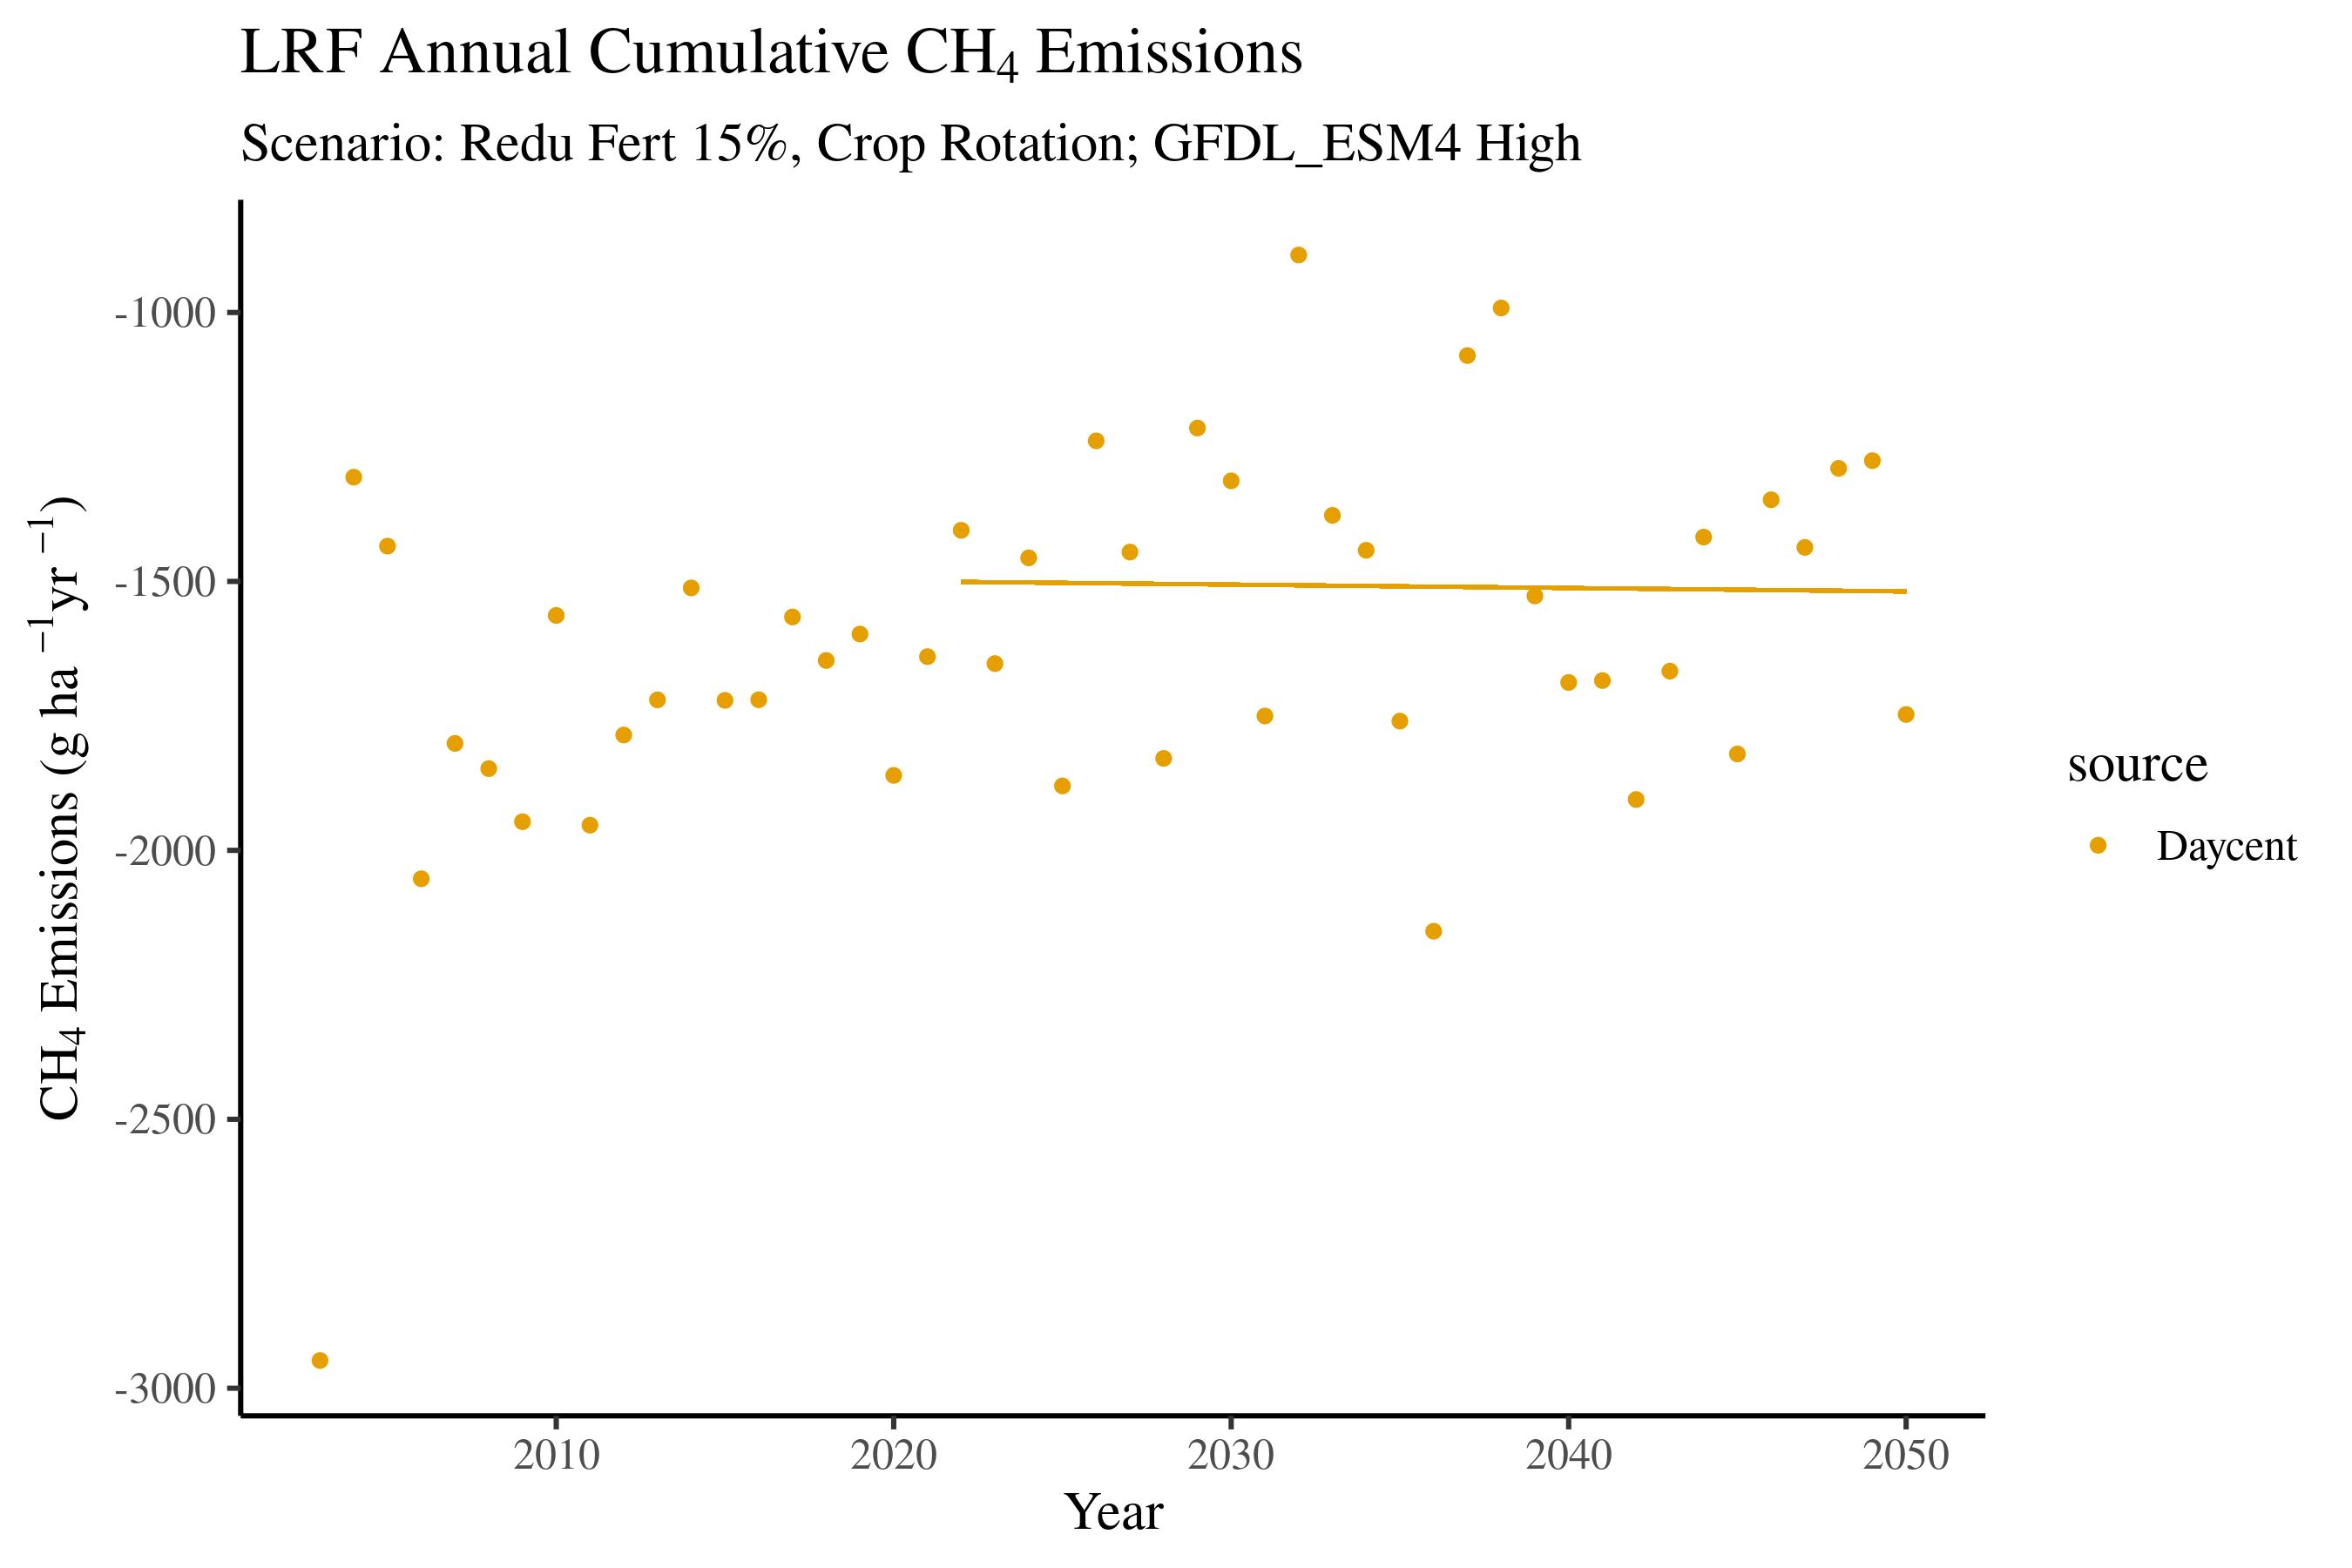 LRF Annual Cumulative CH₄ Emissions
Scenario: Redu Fert 15%, Crop Rotation; GFDL_ESM4 High
CH₄ Emissions (g ha ⁻¹yr ⁻¹)
-1000
-1500
-2000
-2500
-3000
2010 2020 2030 2040 2050
Year
source
Daycent